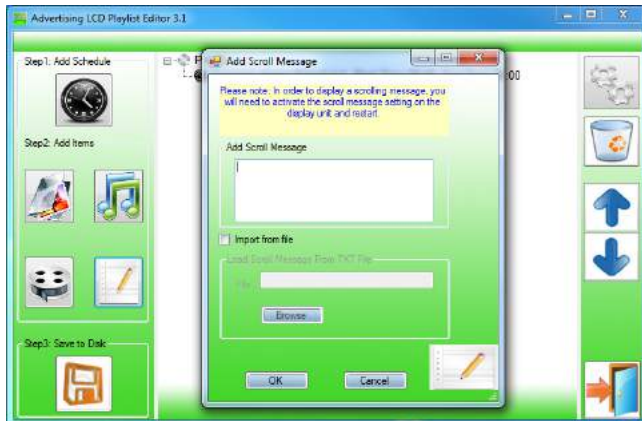 Advertising LCD Playlist Editor 3.1
Step1: Add Schedule
Step2: Add Items
Step3: Save to Disk
P
:00
Add Scroll Message
Please note: In order to display a scrolling message, you
will need to activate the scroll message setting on the
display unit and restart.
Add Scroll Message
Import from file
Load Scroll Message From TXT File
File
Browse
OK
Cancel